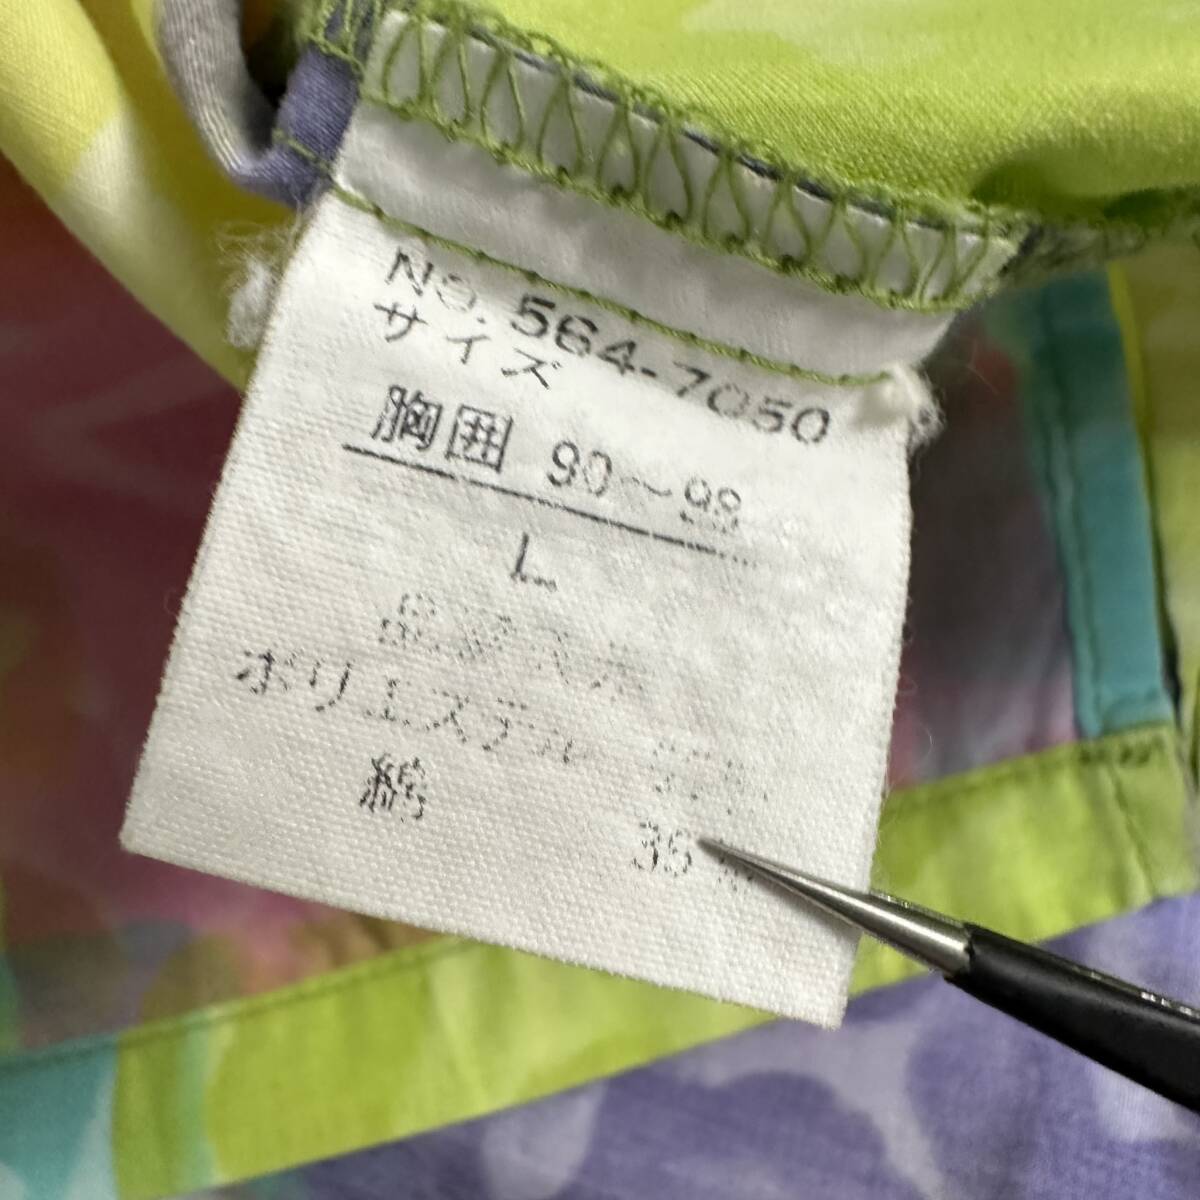 No. 564-7050
サイズ
胸囲 90～98
L
ポリエステル
綿 35